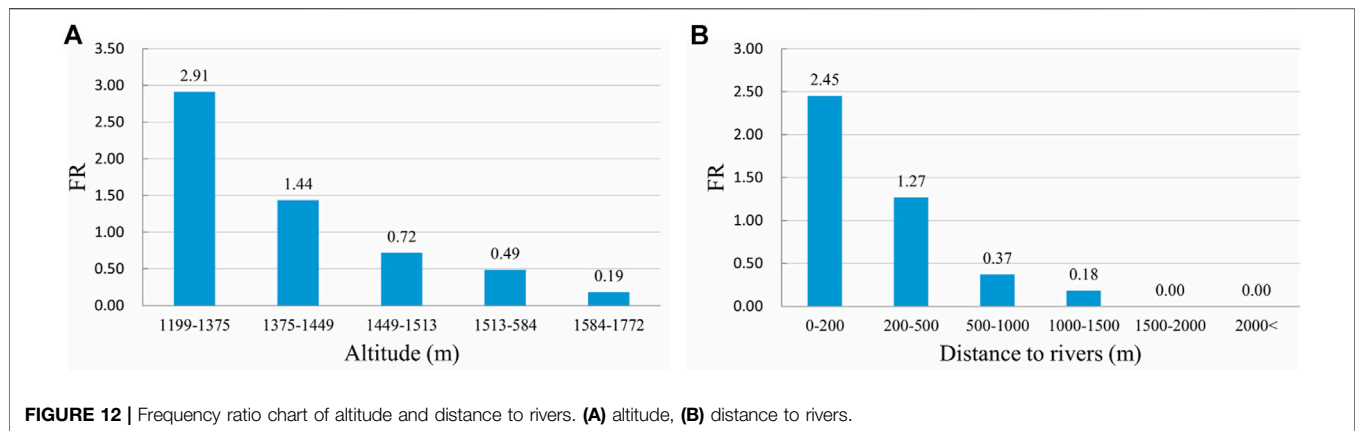 A
3.50
3.00
2.50
2.00
1.50
1.00
0.50
0.00
FR
2.91
1.44
0.72
0.49
0.19
1199-1375 1375-1449 1449-1513 1513-584 1584-1772
Altitude (m)
B
3.00
2.50
2.00
1.50
1.00
0.50
0.00
FR
2.45
1.27
0.37
0.18
0.00
0.00
0-200 200-500 500-1000 1000-1500 1500-2000 2000<
Distance to rivers (m)
FIGURE 12 | Frequency ratio chart of altitude and distance to rivers. (A) altitude, (B) distance to rivers.